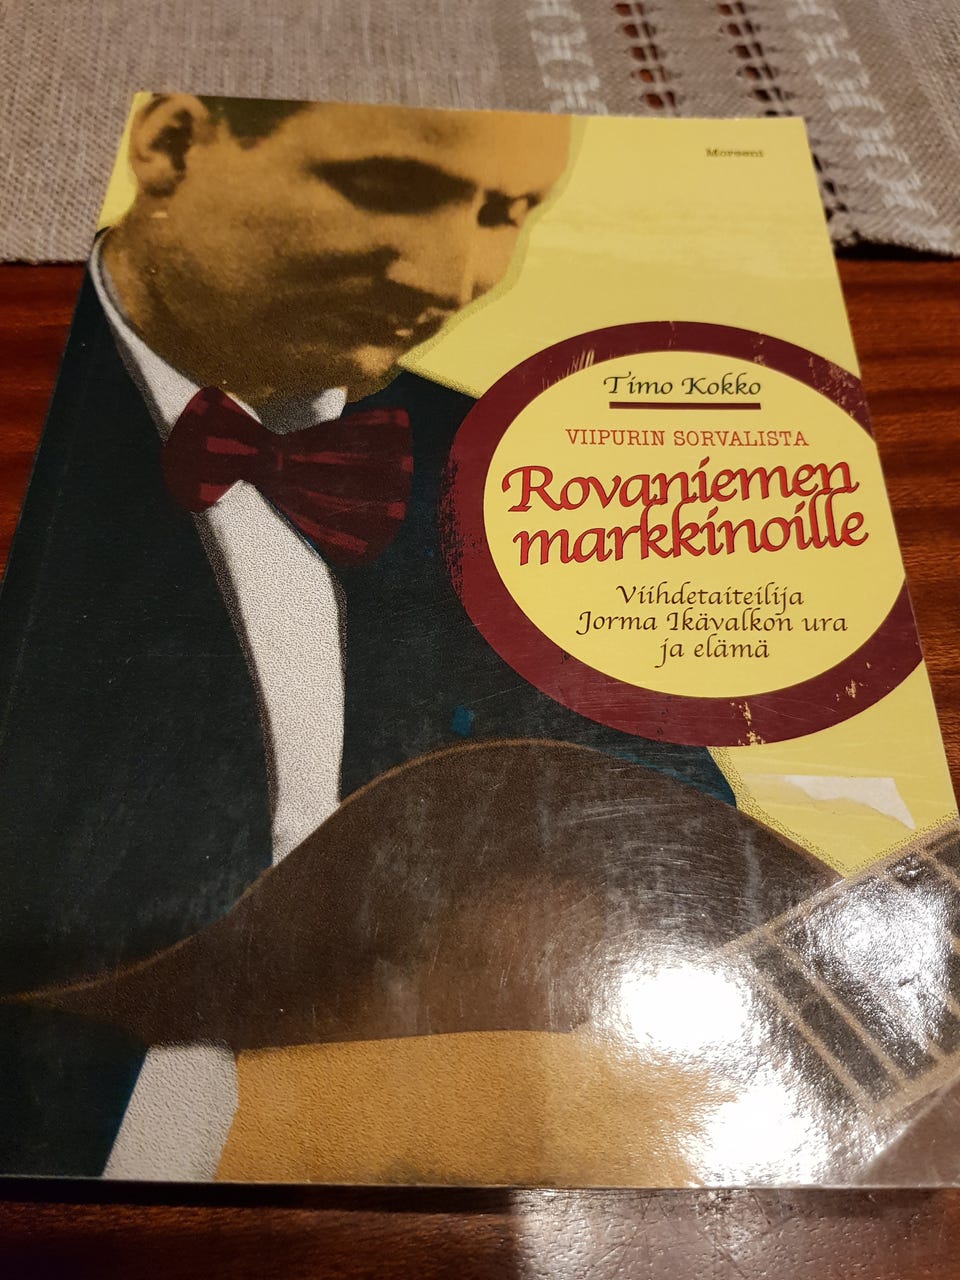 Moreeni
Timo Kokko
VIIPURIN SORVALISTA
Rovaniemen
markkinoille
Viihdetaiteilija
Jorma Ikävalkon ura
ja elämä